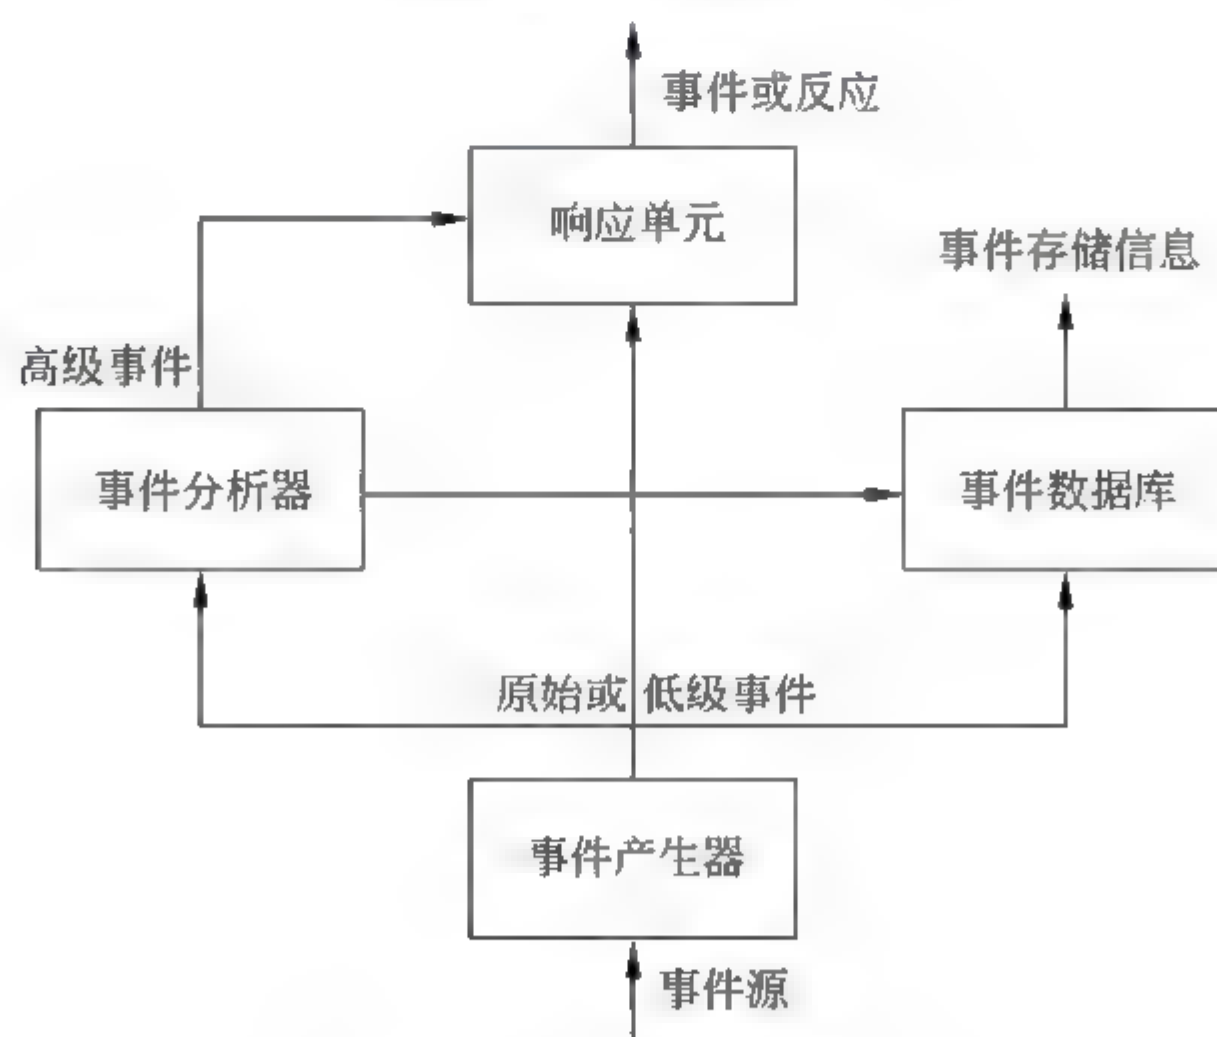 事件或反应
响应单元
事件存储信息
高级事件
事件分析器
事件数据库
原始或 低级事件
事件产生器
事件源